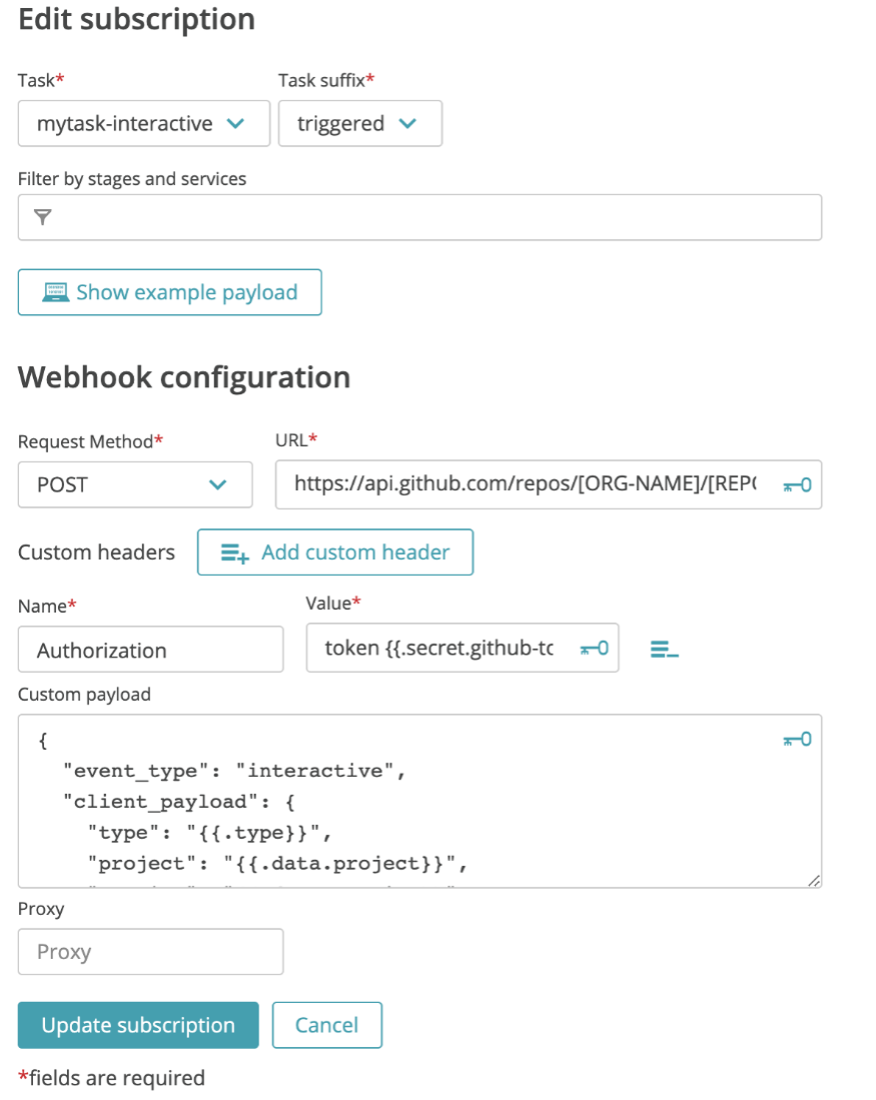 Edit subscription
Task* Task suffix*
mytask-interactive triggered
Filter by stages and services
Show example payload
Webhook configuration
Request Method* URL*
POST https://api.github.com/repos/[ORG-NAME]/[REP
Custom headers Add custom header
Name* Value*
Authorization token {{.secret.github-to
Custom payload
{
"event_type": "interactive",
"client_payload": {
"type": "{{.type}}",
"project": "{{.data.project}}",
Proxy
Proxy
Update subscription Cancel
*fields are required